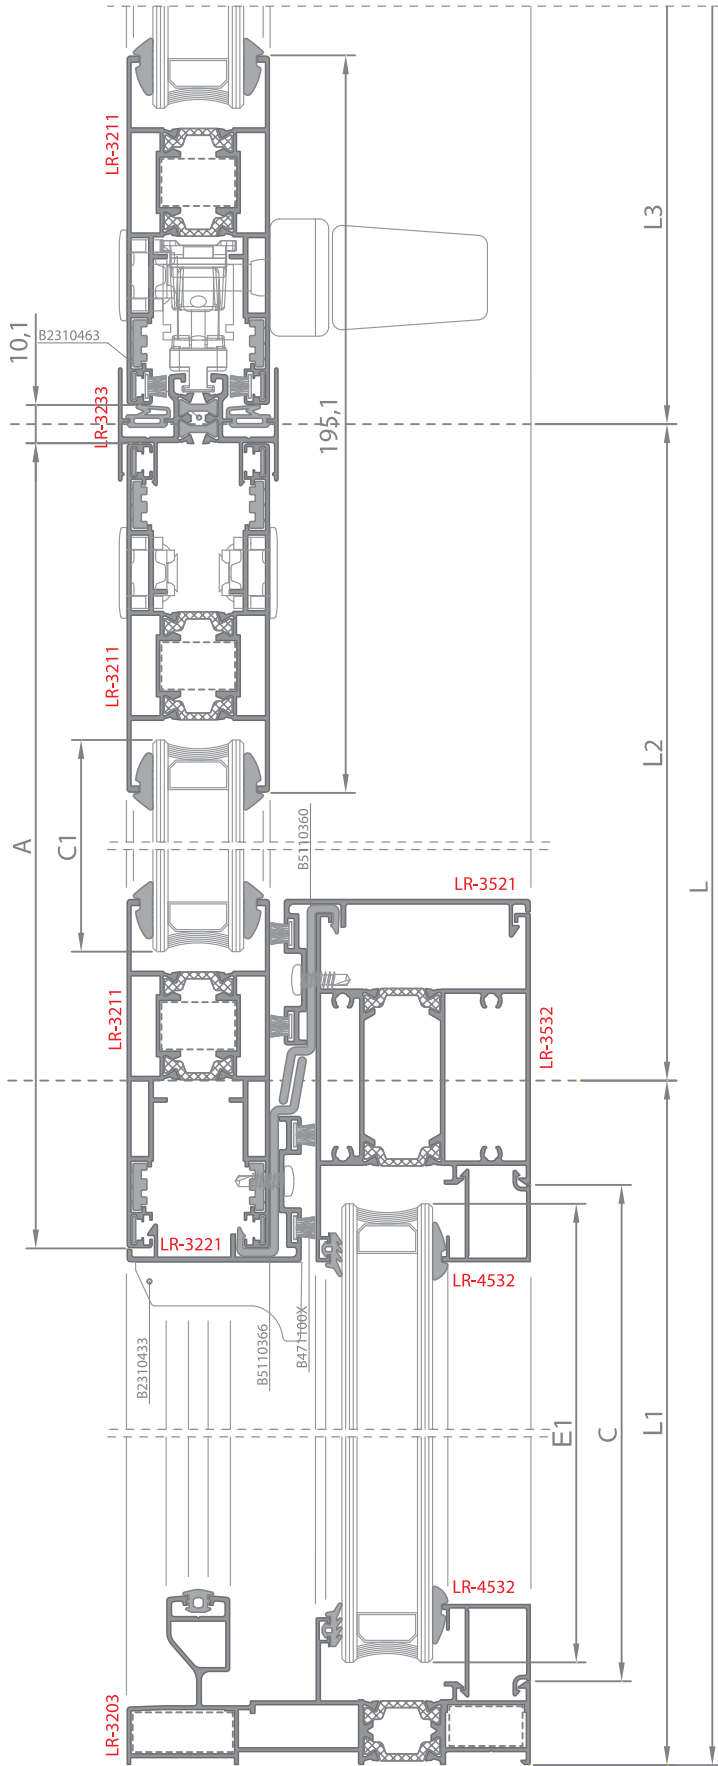 LR-3211
L3
10,1
B2310463
LR-3233
195,1
LR-3211
L2
A
C1
B5110360
LR-3521
L
LR-3211
LR-3532
LR-3221
LR-4532
B2310433
B5110366
B471100X
E1
C
L1
LR-4532
LR-3203